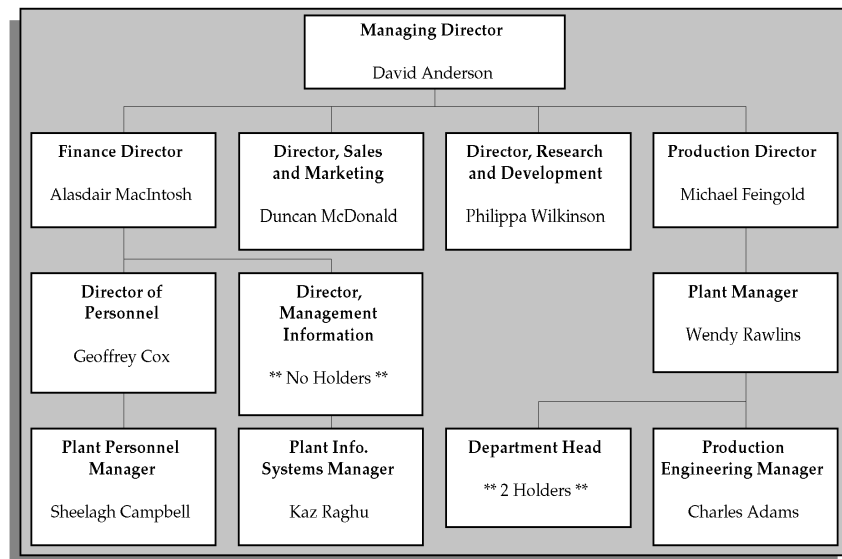 Managing Director
David Anderson
Finance Director
Alasdair MacIntosh
Director, Sales
and Marketing
Duncan McDonald
Director, Research
and Development
Philippa Wilkinson
Production Director
Michael Feingold
Director of
Personnel
Geoffrey Cox
Director,
Management
Information
** No Holders **
Plant Manager
Wendy Rawlins
Plant Personnel
Manager
Sheelagh Campbell
Plant Info.
Systems Manager
Kaz Raghu
Department Head
** 2 Holders **
Production
Engineering Manager
Charles Adams